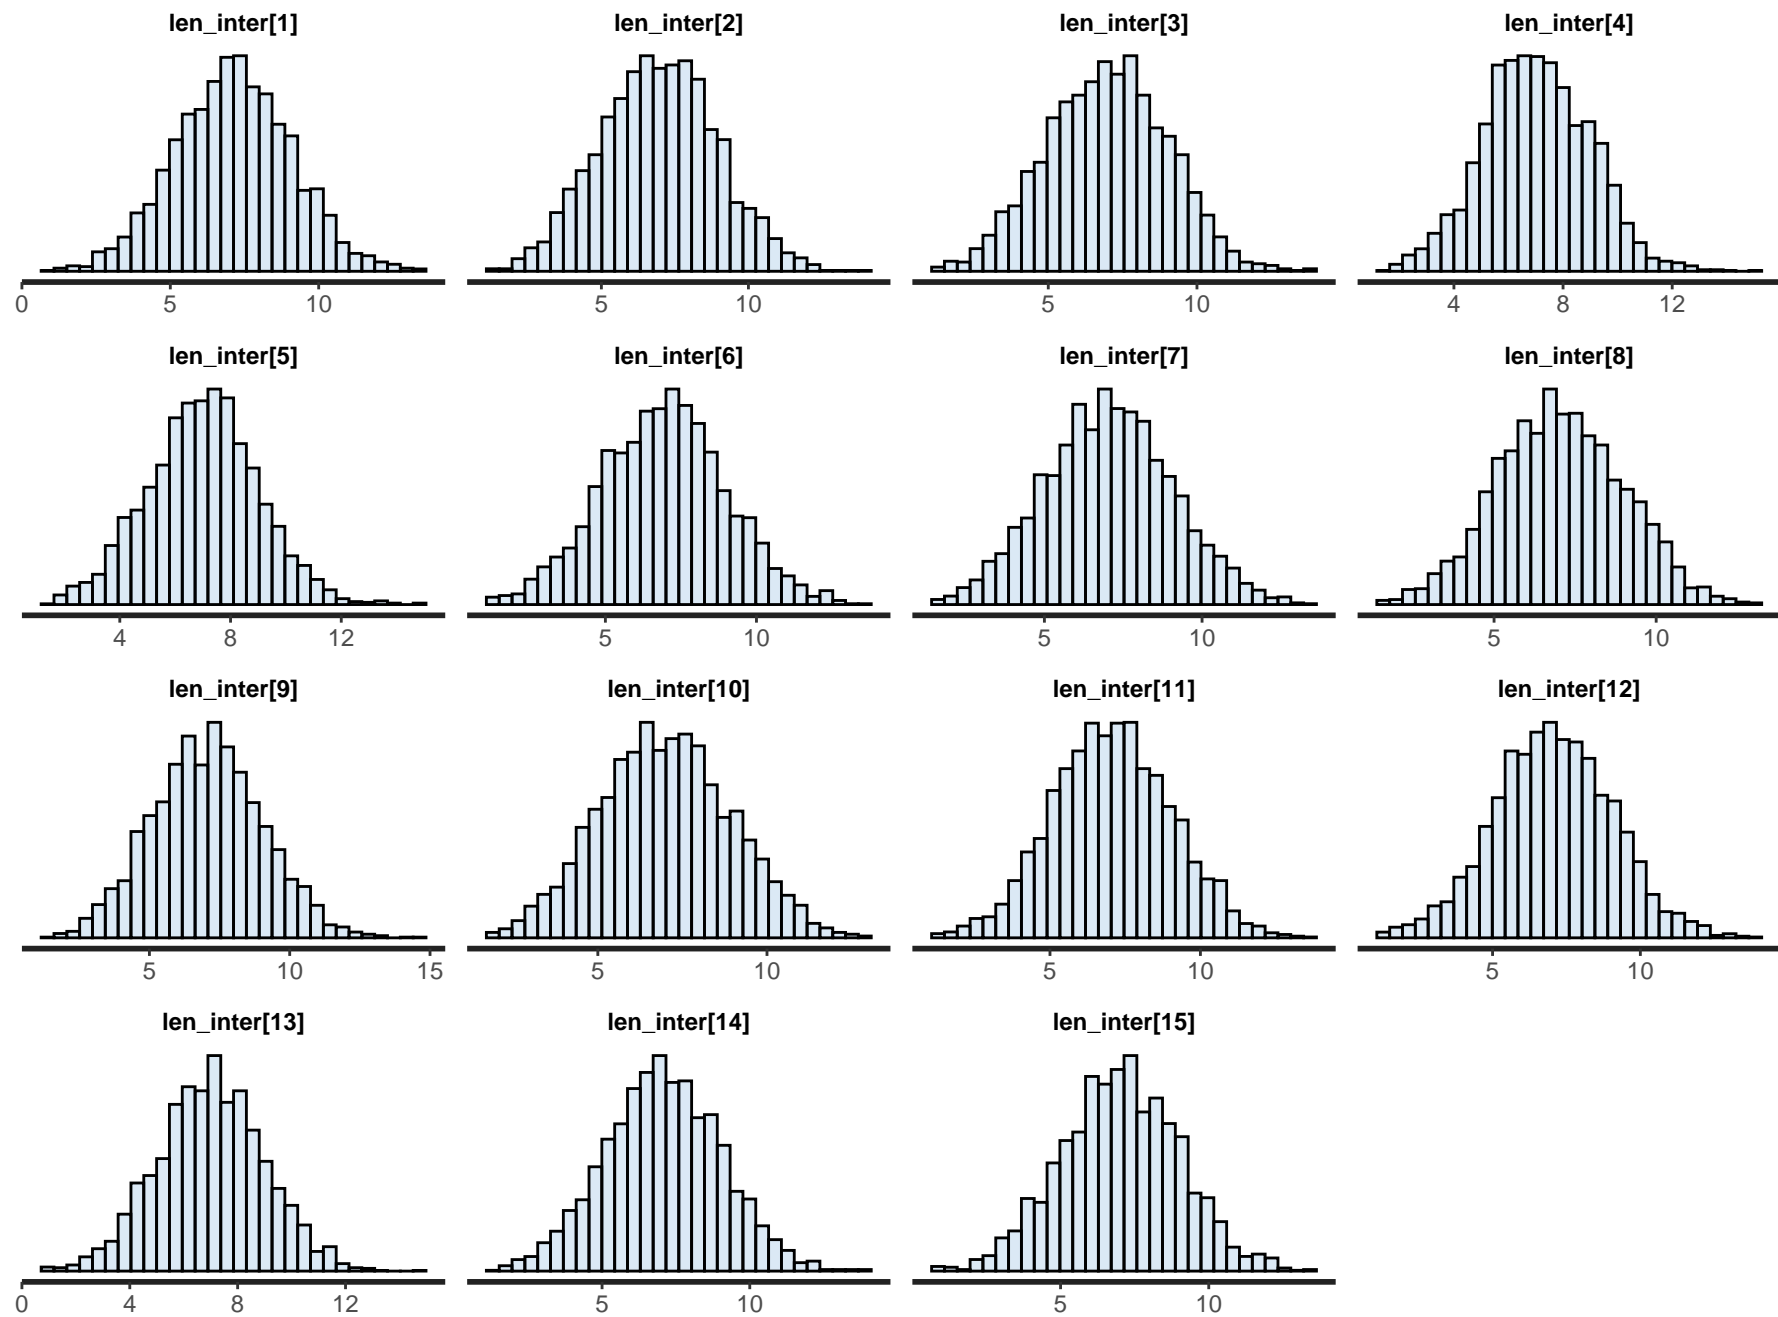 len_inter[1] len_inter[2] len_inter[3] len_inter[4]
0 5 10 5 10 5 10 4 8 12
len_inter[5] len_inter[6] len_inter[7] len_inter[8]
4 8 12 5 10 5 10 5 10
len_inter[9] len_inter[10] len_inter[11] len_inter[12]
5 10 15 5 10 5 10 5 10
len_inter[13] len_inter[14] len_inter[15]
0 4 8 12 5 10 5 10